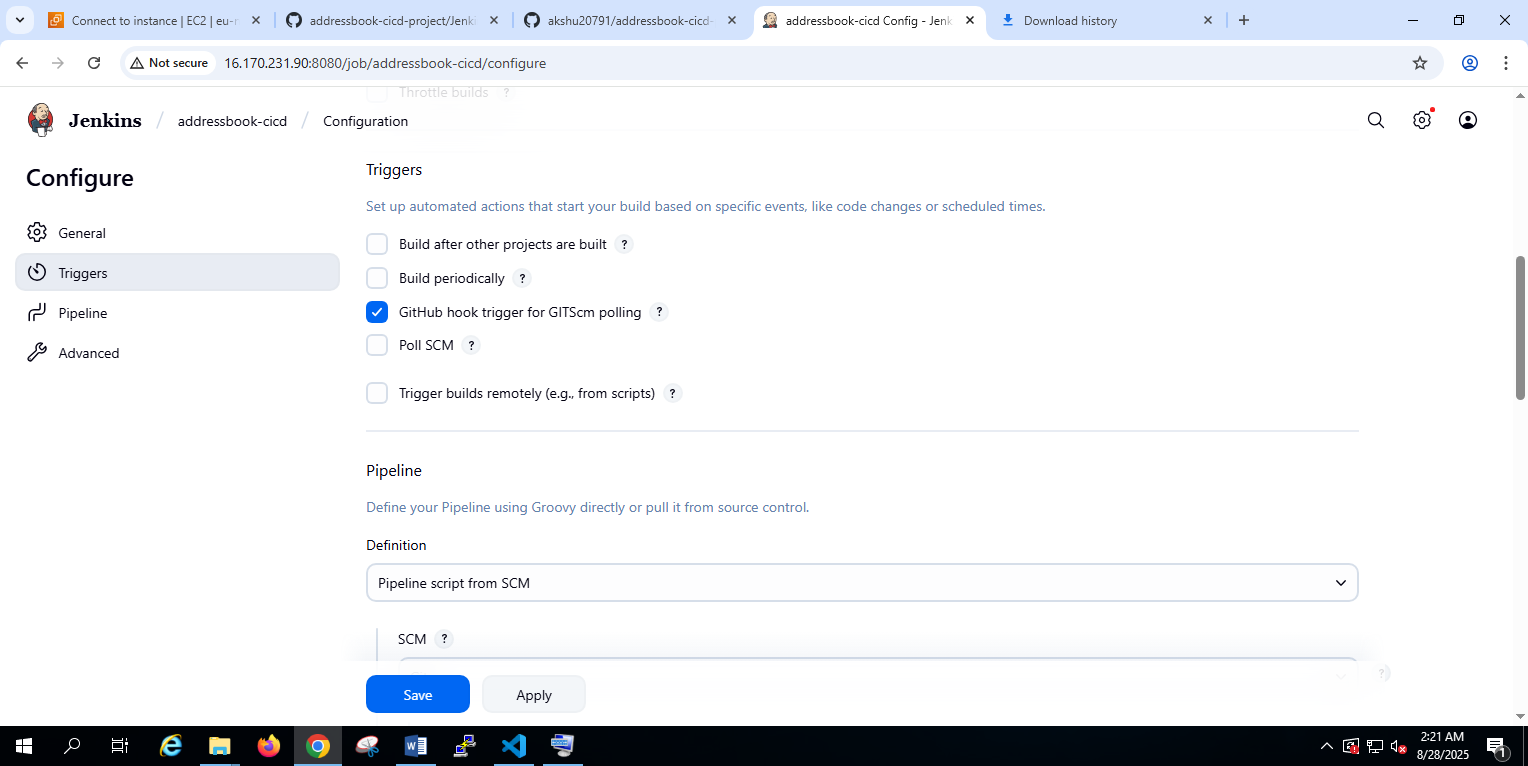 Connect to instance | EC2 | eu-n
addressbook-cicd-project/Jenki
akshu20791/addressbook-cicd-
addressbook-cicd Config - Jenk
Download history
Not secure
16.170.231.90:8080/job/addressbook-cicd/configure
Throttle builds ?
Jenkins / addressbook-cicd / Configuration
Configure
General
Triggers
Pipeline
Advanced
Triggers
Set up automated actions that start your build based on specific events, like code changes or scheduled times.
Build after other projects are built ?
Build periodically ?
GitHub hook trigger for GITScm polling ?
Poll SCM ?
Trigger builds remotely (e.g., from scripts) ?
Pipeline
Define your Pipeline using Groovy directly or pull it from source control.
Definition
Pipeline script from SCM
SCM ?
?
Save
Apply
2:21 AM
8/28/2025
1